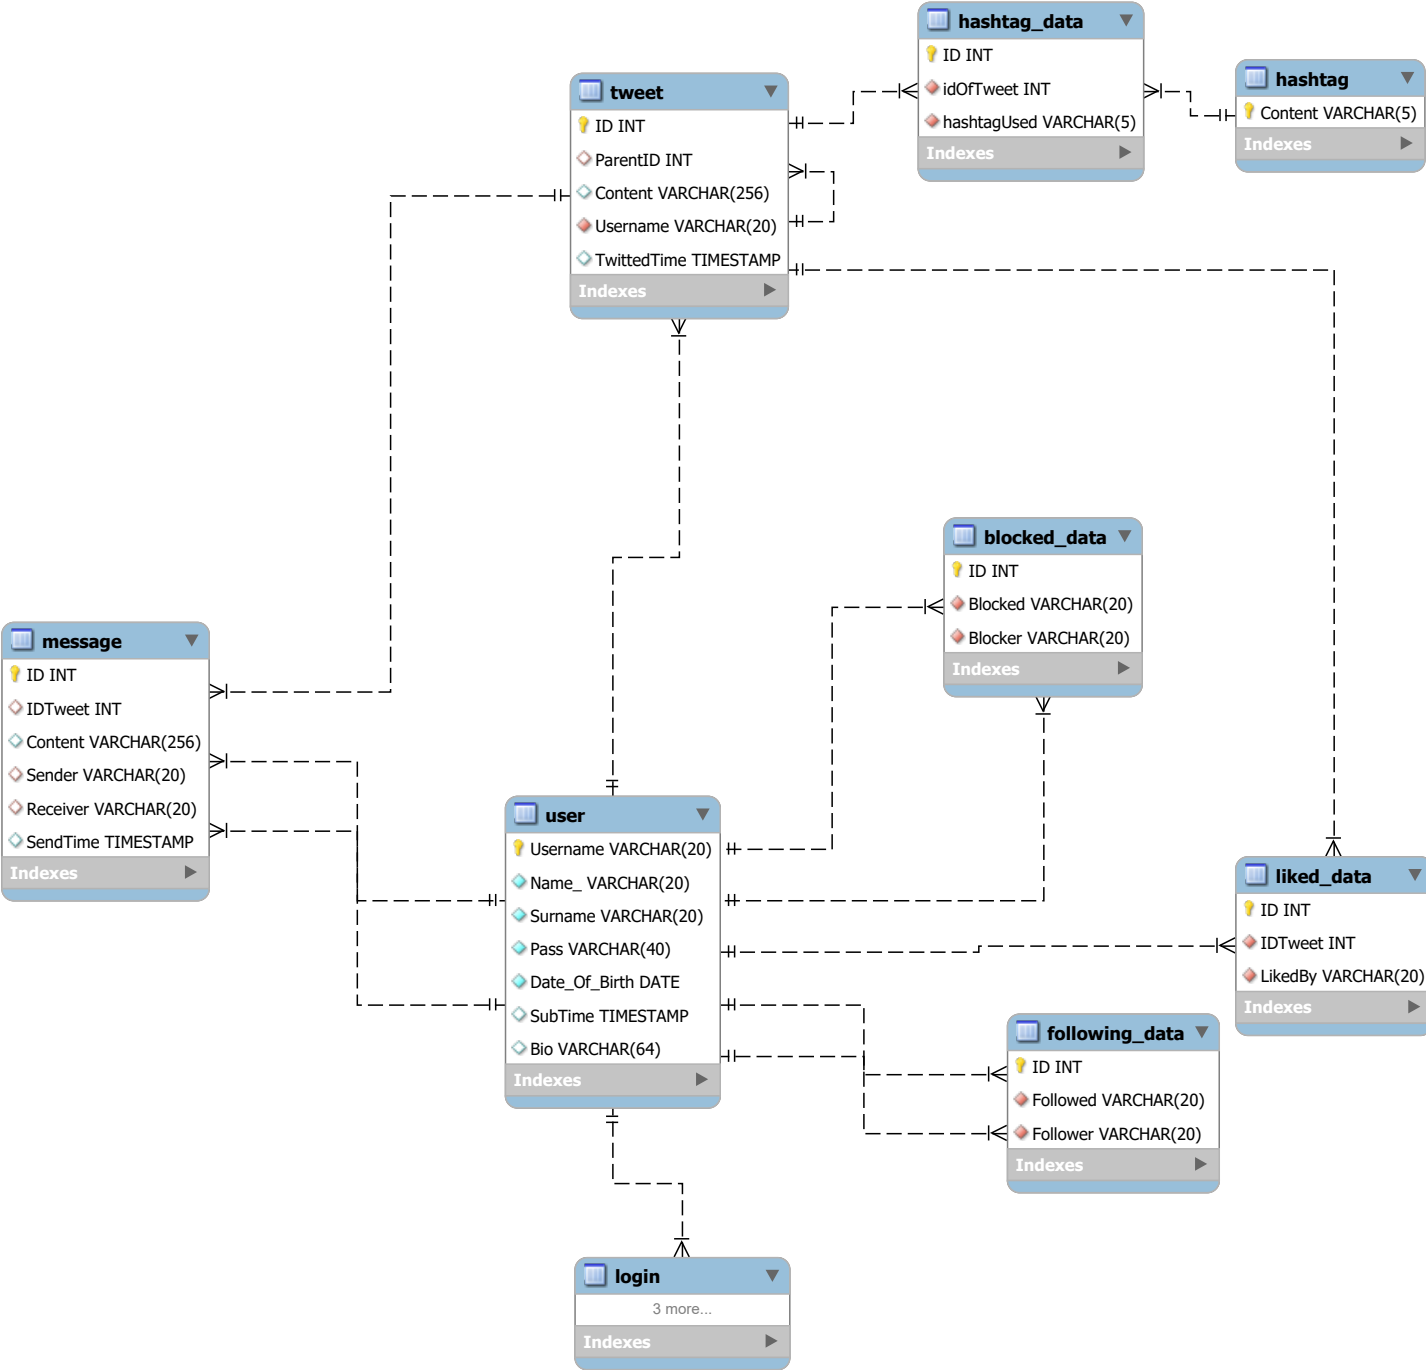 hashtag_data
ID INT
idOfTweet INT
hashtagUsed VARCHAR(5)
Indexes
hashtag
Content VARCHAR(5)
Indexes
tweet
ID INT
ParentID INT
Content VARCHAR(256)
Username VARCHAR(20)
TwittedTime TIMESTAMP
Indexes
blocked_data
ID INT
Blocked VARCHAR(20)
Blocker VARCHAR(20)
Indexes
message
ID INT
IDTweet INT
Content VARCHAR(256)
Sender VARCHAR(20)
Receiver VARCHAR(20)
SendTime TIMESTAMP
Indexes
user
Username VARCHAR(20)
Name_ VARCHAR(20)
Surname VARCHAR(20)
Pass VARCHAR(40)
Date_Of_Birth DATE
SubTime TIMESTAMP
Bio VARCHAR(64)
Indexes
liked_data
ID INT
IDTweet INT
LikedBy VARCHAR(20)
Indexes
following_data
ID INT
Followed VARCHAR(20)
Follower VARCHAR(20)
Indexes
login
3 more...
Indexes